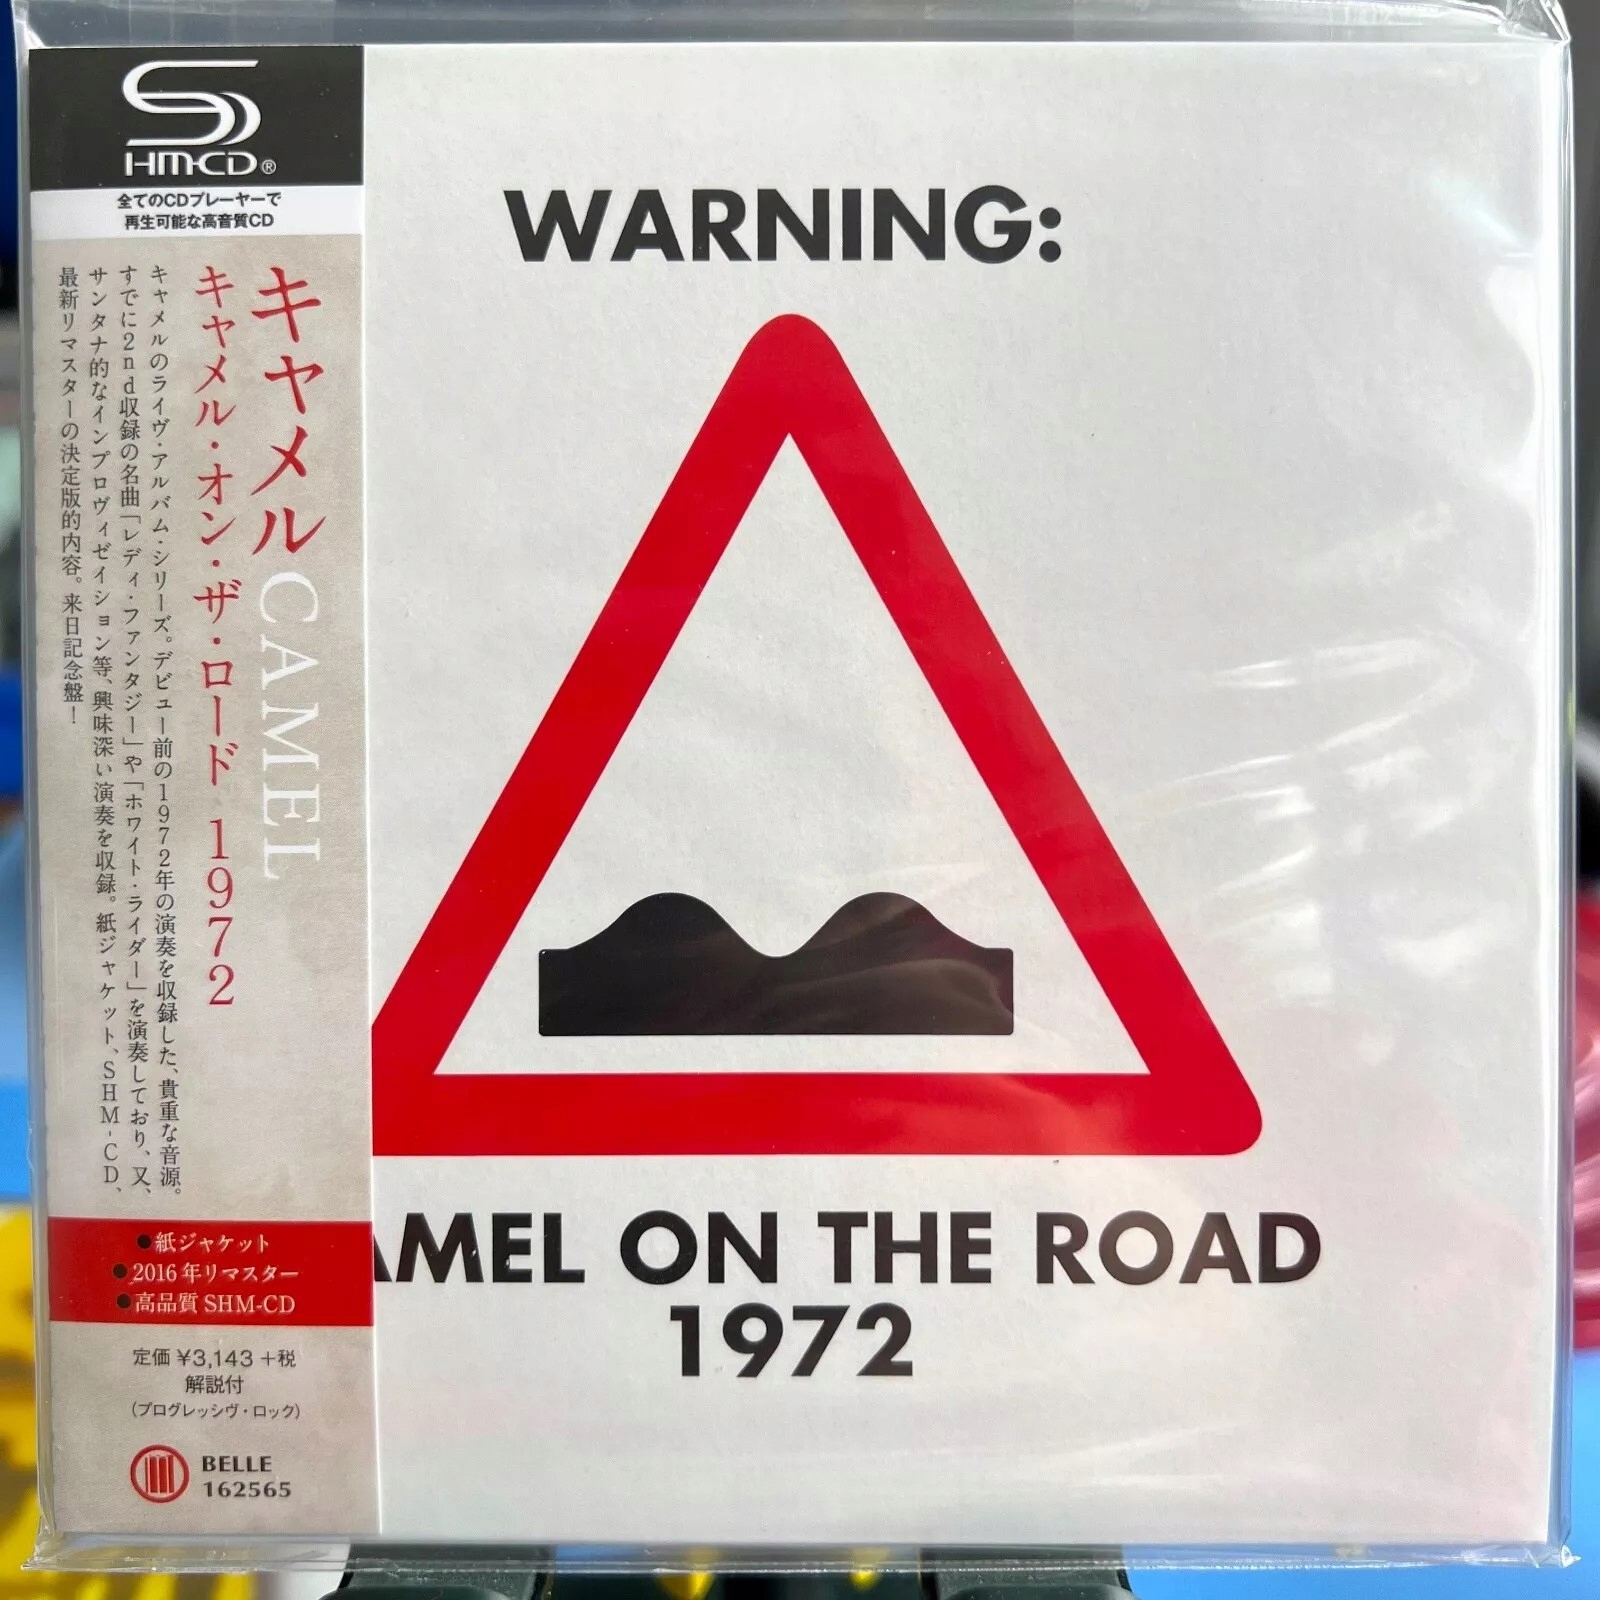 SHM-CD®
全てのCDプレーヤーで
再生可能な高音質CD
キャメル CAMEL
キャメル・オン・ザ・ロード 1972
キャメルのライヴ・アルバム・シリーズ。デビュー前の1972年の演奏を収録した、貴重な音源。
すでに2nd収録の名曲「レディ・ファンタジー」や「ホワイト・ライダー」を演奏しており、又、
サンタナ的なインプロヴィゼイション等、興味深い演奏を収録。紙ジャケット、SHM-CD、
最新リマスターの決定版的内容。来日記念盤！
●紙ジャケット
●2016年リマスター
●高品質 SHM-CD
定価 ¥3,143 +税
解説付
(プログレッシヴ・ロック)
BELLE
162565
WARNING:
AMEL ON THE ROAD
1972